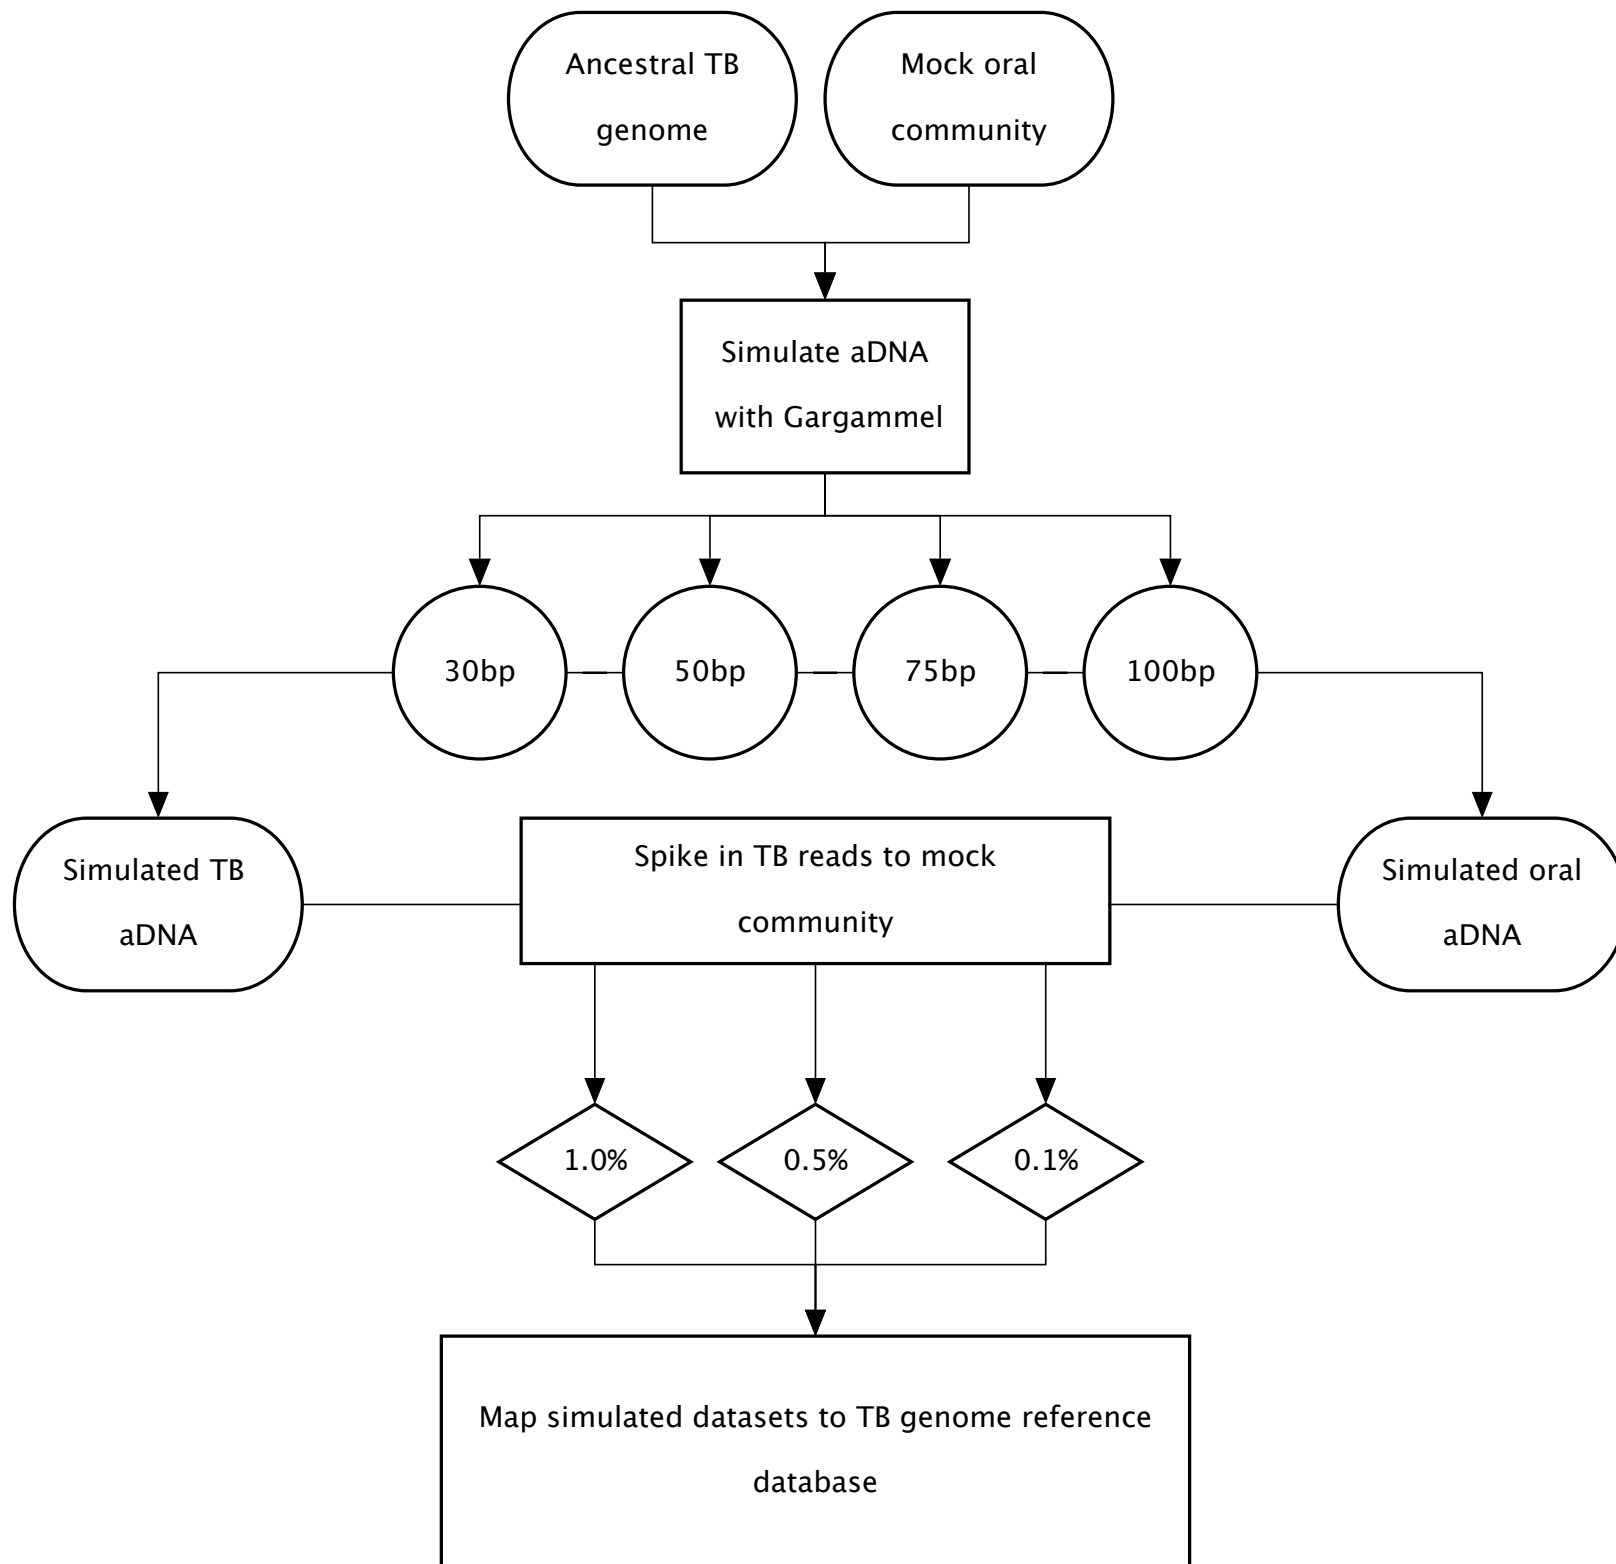 Ancestral TB
genome
Mock oral
community
Simulate aDNA
with Gargammel
30bp
50bp
75bp
100bp
Simulated TB
aDNA
Spike in TB reads to mock
community
Simulated oral
aDNA
1.0%
0.5%
0.1%
Map simulated datasets to TB genome reference
database